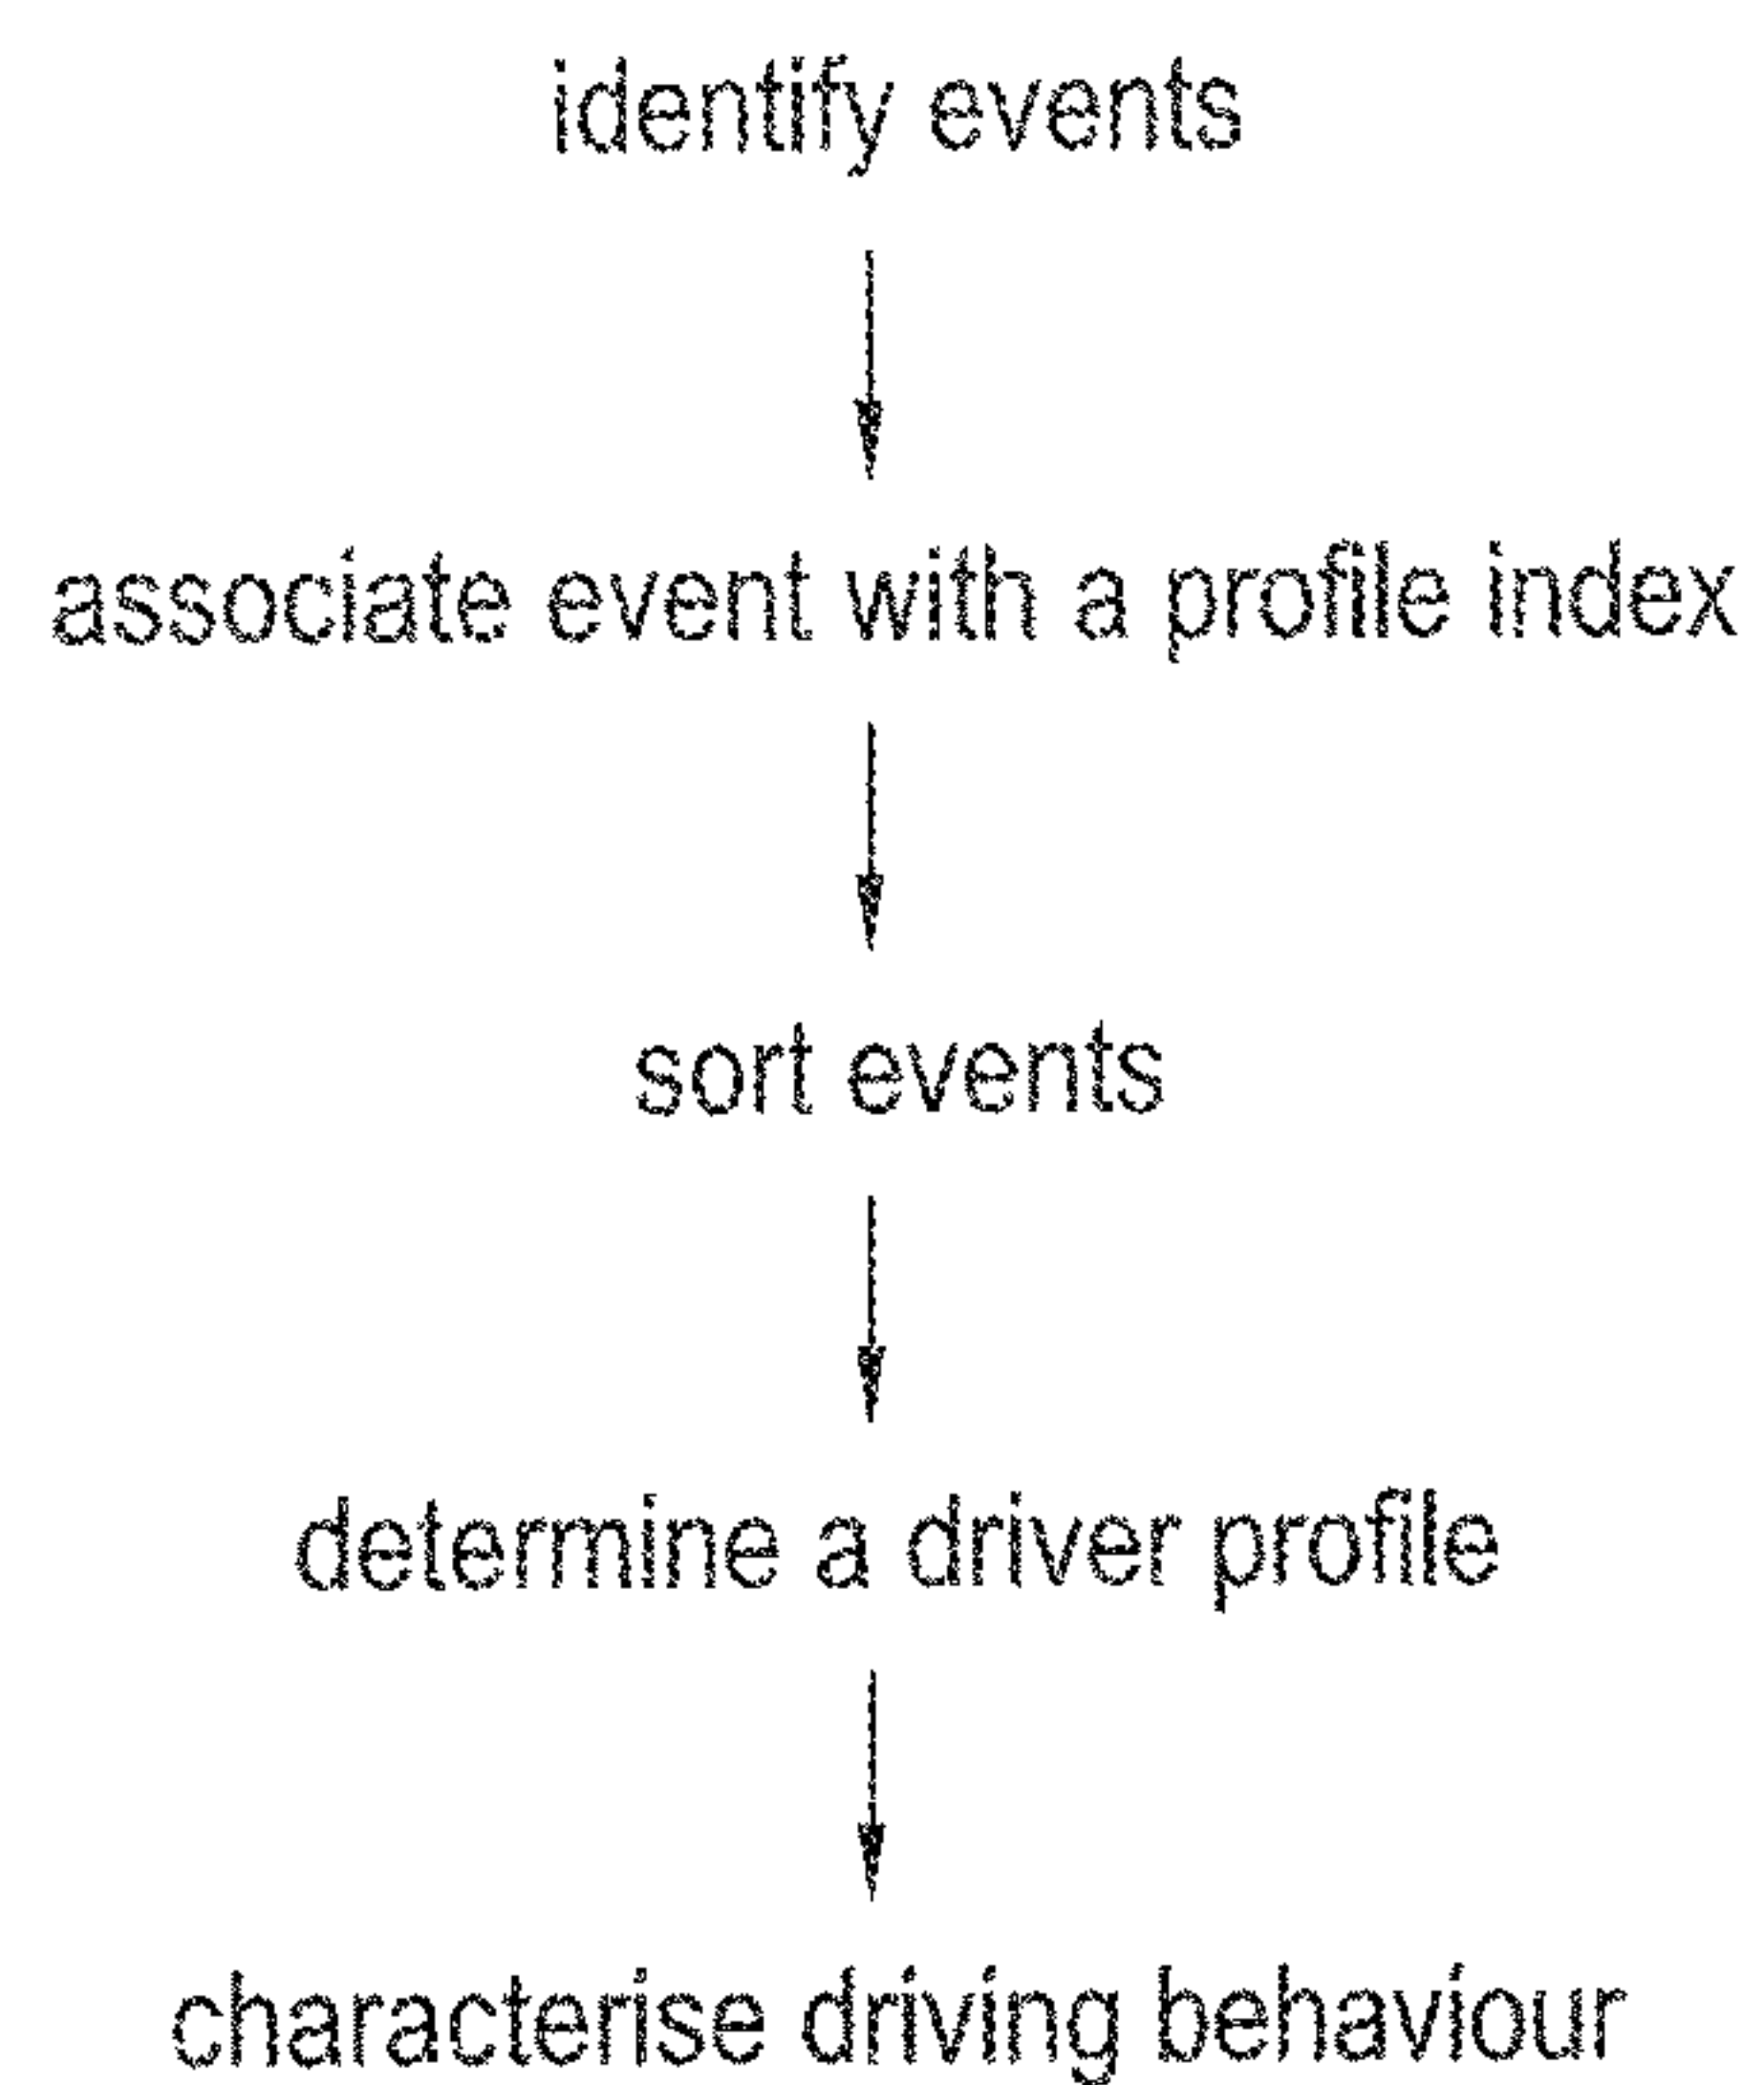 identify events
associate event with a profile index
sort events
determine a driver profile
characterise driving behaviour